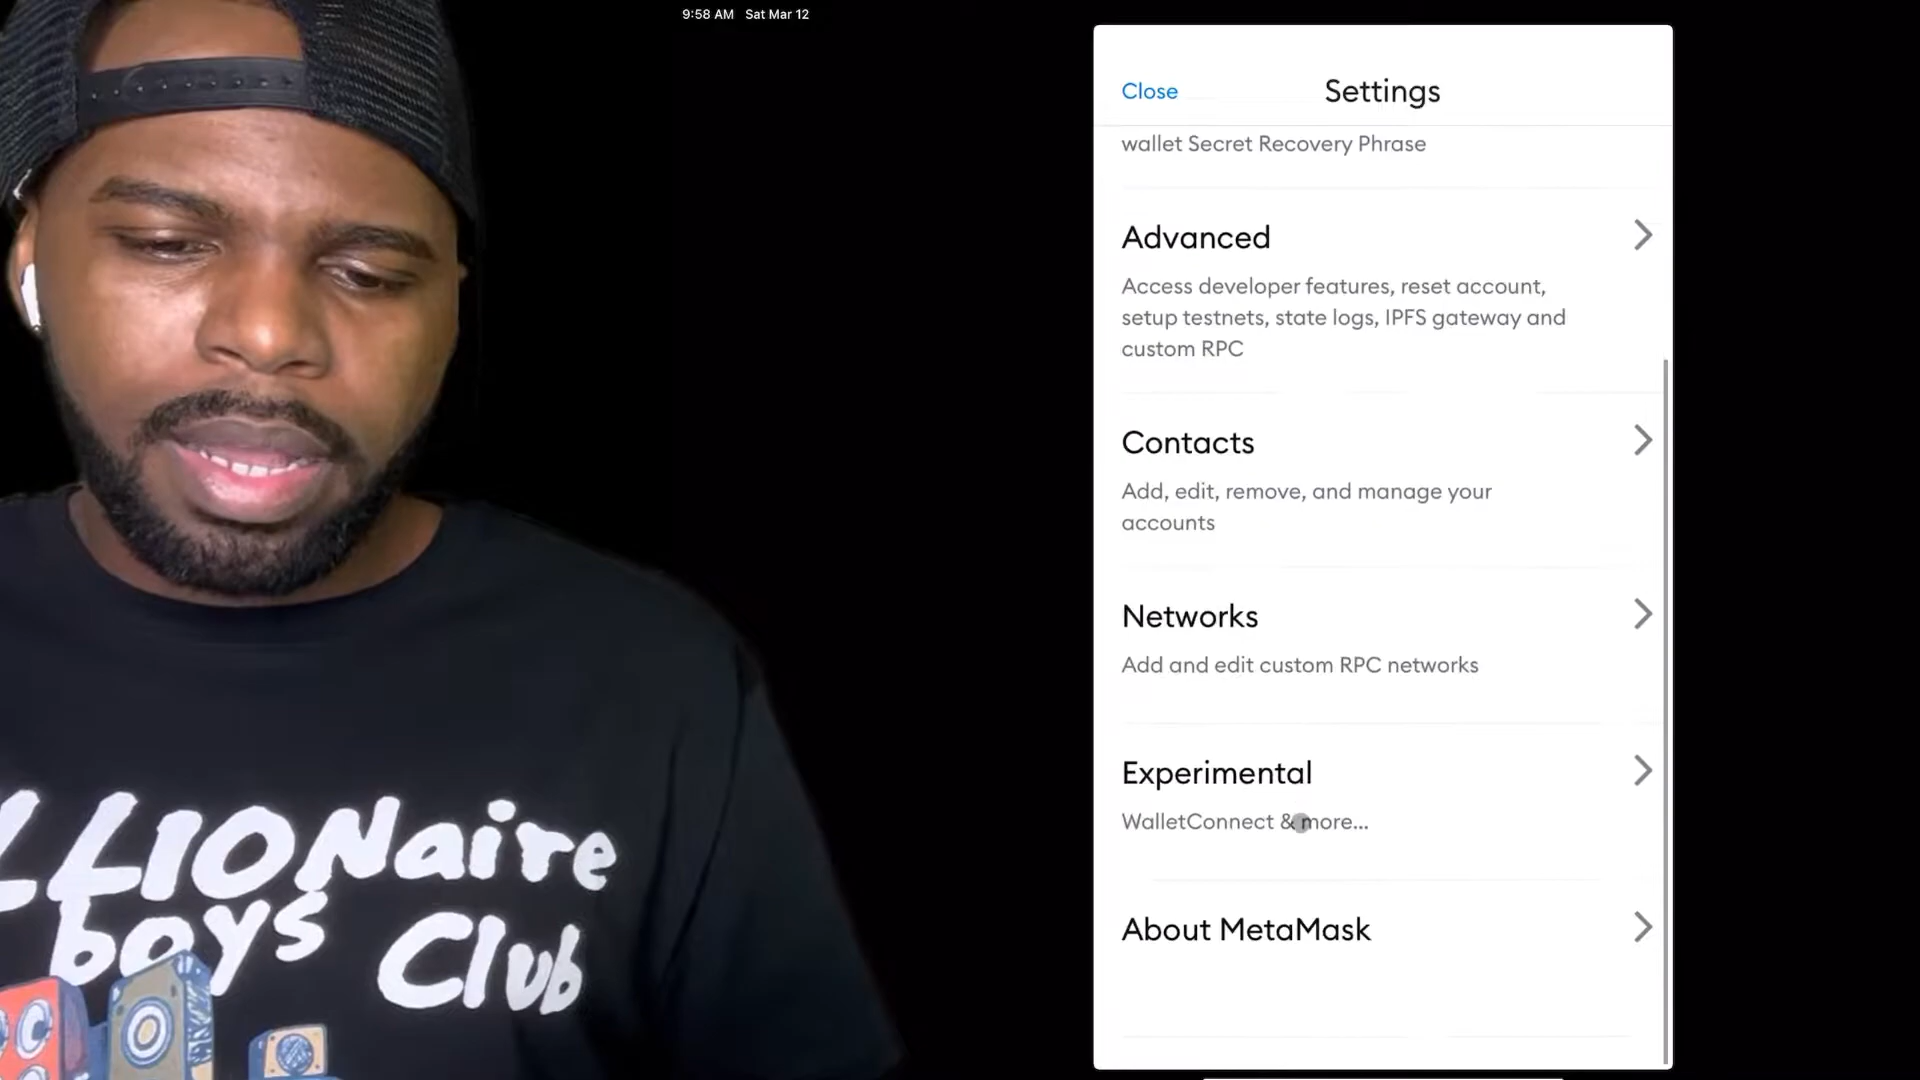 9:58 AM Sat Mar 12
Close
Settings
wallet Secret Recovery Phrase
Advanced
Access developer features, reset account,
setup testnets, state logs, IPFS gateway and
custom RPC
Contacts
Add, edit, remove, and manage your
accounts
Networks
Add and edit custom RPC networks
Experimental
WalletConnect & more...
About MetaMask
LLIONaire
boys Club